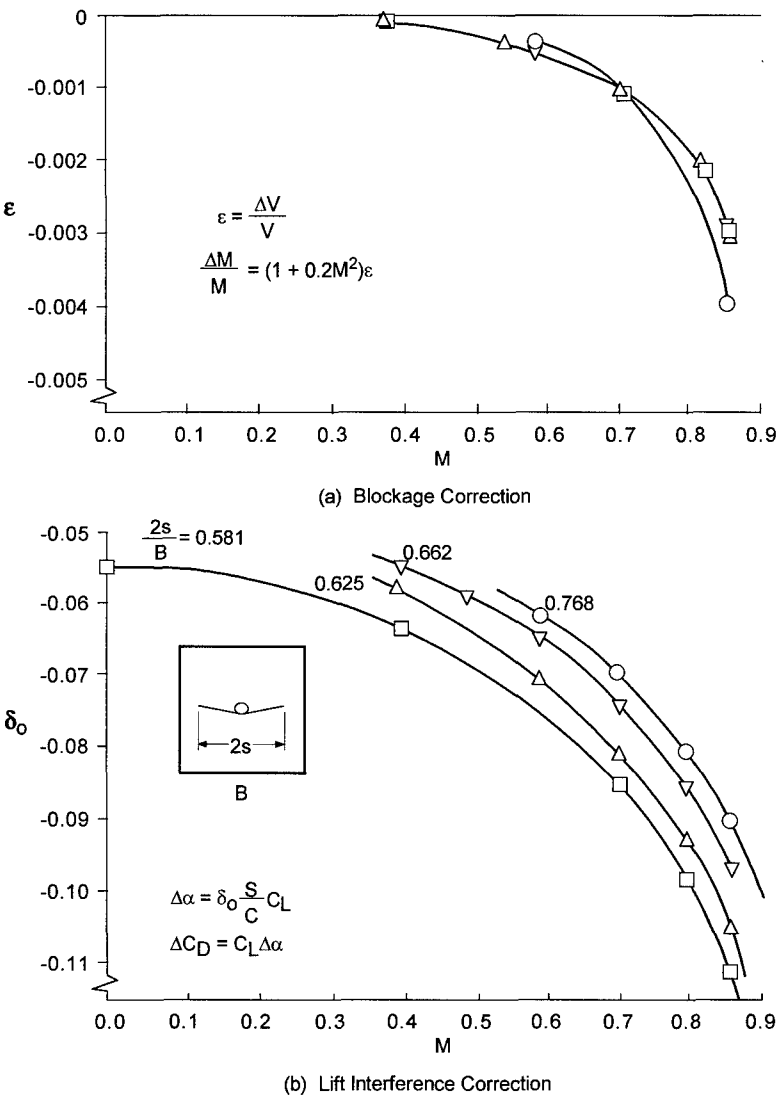 0
-0.001
-0.002
ε
-0.003
-0.004
-0.005
ε = ΔV/V
ΔM/M = (1 + 0.2M²)ε
0.0 0.1 0.2 0.3 0.4 0.5 0.6 0.7 0.8 0.9
M
(a) Blockage Correction
-0.05
-0.06
-0.07
δₒ
-0.08
-0.09
-0.10
-0.11
2s/B = 0.581
0.662
0.625
0.768
2s
B
Δα = δₒ S/C C_L
ΔC_D = C_LΔα
0.0 0.1 0.2 0.3 0.4 0.5 0.6 0.7 0.8 0.9
M
(b) Lift Interference Correction